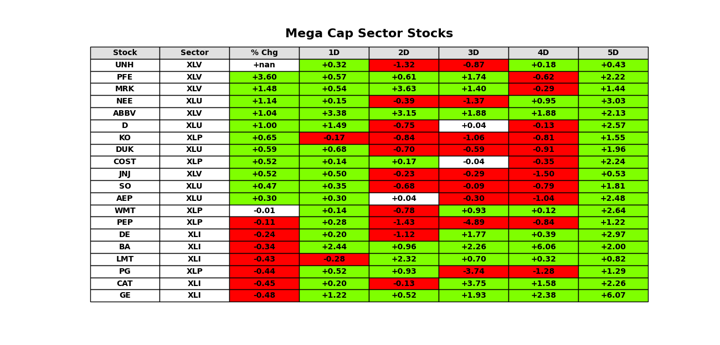 Mega Cap Sector Stocks
Stock Sector % Chg 1D 2D 3D 4D 5D
UNH XLV +nan +0.32 -1.32 -0.87 +0.18 +0.43
PFE XLV +3.60 +0.57 +0.61 +1.74 -0.62 +2.22
MRK XLV +1.48 +0.54 +3.63 +1.40 -0.29 +1.44
NEE XLU +1.14 +0.15 -0.39 -1.37 +0.95 +3.03
ABBV XLV +1.04 +3.38 +3.15 +1.88 +1.88 +2.13
D XLU +1.00 +1.49 -0.75 +0.04 -0.13 +2.57
KO XLP +0.65 -0.17 -0.84 -1.06 -0.81 +1.55
DUK XLU +0.59 +0.68 -0.70 -0.59 -0.91 +1.96
COST XLP +0.52 +0.14 +0.17 -0.04 -0.35 +2.24
JNJ XLV +0.52 +0.50 -0.23 -0.29 -1.50 +0.53
SO XLU +0.47 +0.35 -0.68 -0.09 -0.79 +1.81
AEP XLU +0.30 +0.30 +0.04 -0.30 -1.04 +2.48
WMT XLP -0.01 +0.14 -0.78 +0.93 +0.12 +2.64
PEP XLP -0.11 +0.28 -1.43 -4.89 -0.84 +1.22
DE XLI -0.24 +0.20 -1.12 +1.77 +0.39 +2.97
BA XLI -0.34 +2.44 +0.96 +2.26 +6.06 +2.00
LMT XLI -0.43 -0.28 +2.32 +0.70 +0.32 +0.82
PG XLP -0.44 +0.52 +0.93 -3.74 -1.28 +1.29
CAT XLI -0.45 +0.20 -0.13 +3.75 +1.58 +2.26
GE XLI -0.48 +1.22 +0.52 +1.93 +2.38 +6.07